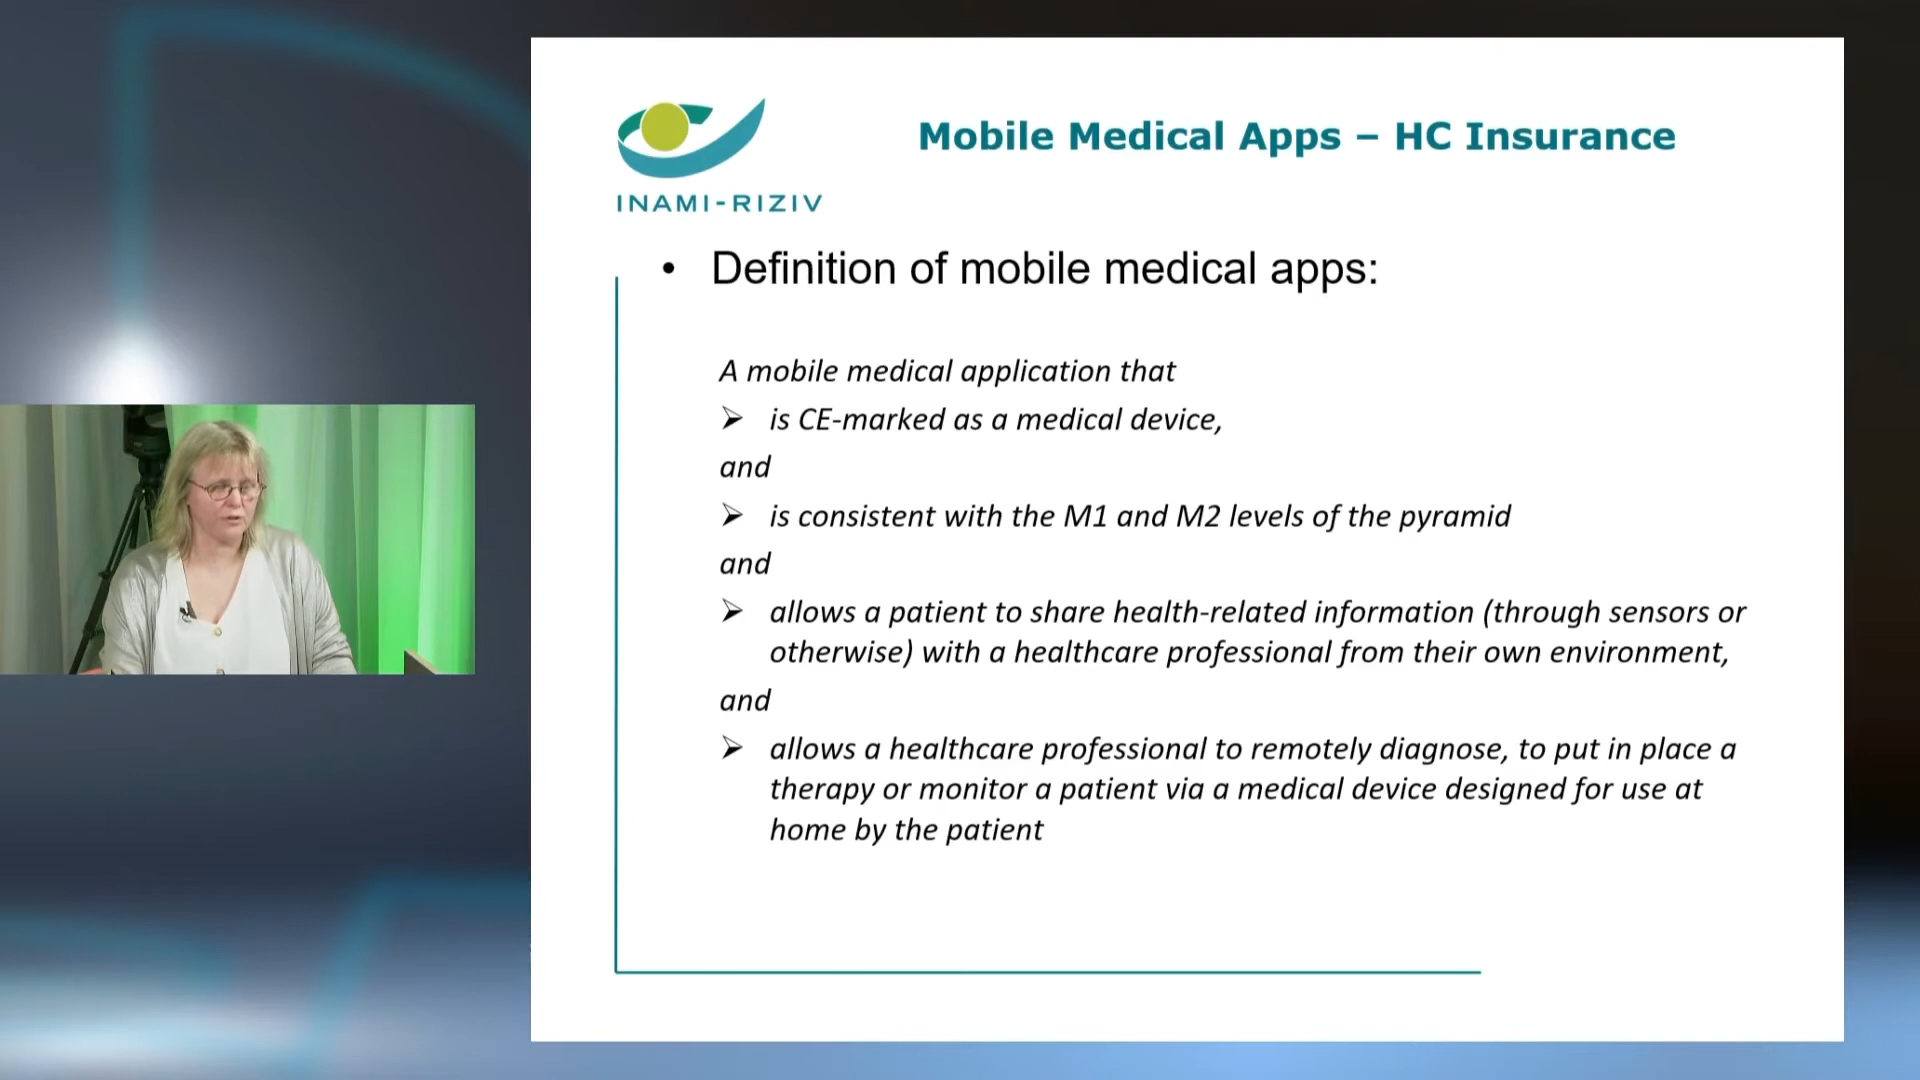 INAMI-RIZIV
Mobile Medical Apps – HC Insurance
• Definition of mobile medical apps:
A mobile medical application that
➢ is CE-marked as a medical device,
and
➢ is consistent with the M1 and M2 levels of the pyramid
and
➢ allows a patient to share health-related information (through sensors or
otherwise) with a healthcare professional from their own environment,
and
➢ allows a healthcare professional to remotely diagnose, to put in place a
therapy or monitor a patient via a medical device designed for use at
home by the patient